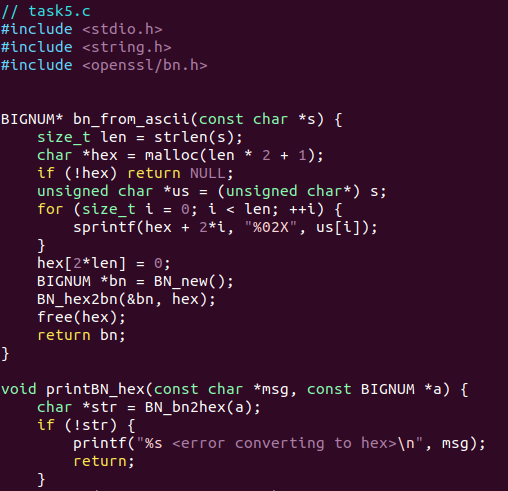 // task5.c
#include <stdio.h>
#include <string.h>
#include <openssl/bn.h>
BIGNUM* bn_from_ascii(const char *s) {
    size_t len = strlen(s);
    char *hex = malloc(len * 2 + 1);
    if (!hex) return NULL;
    unsigned char *us = (unsigned char*) s;
    for (size_t i = 0; i < len; ++i) {
        sprintf(hex + 2*i, "%02X", us[i]);
    }
    hex[2*len] = 0;
    BIGNUM *bn = BN_new();
    BN_hex2bn(&bn, hex);
    free(hex);
    return bn;
}
void printBN_hex(const char *msg, const BIGNUM *a) {
    char *str = BN_bn2hex(a);
    if (!str) {
        printf("%s <error converting to hex>\n", msg);
        return;
    }